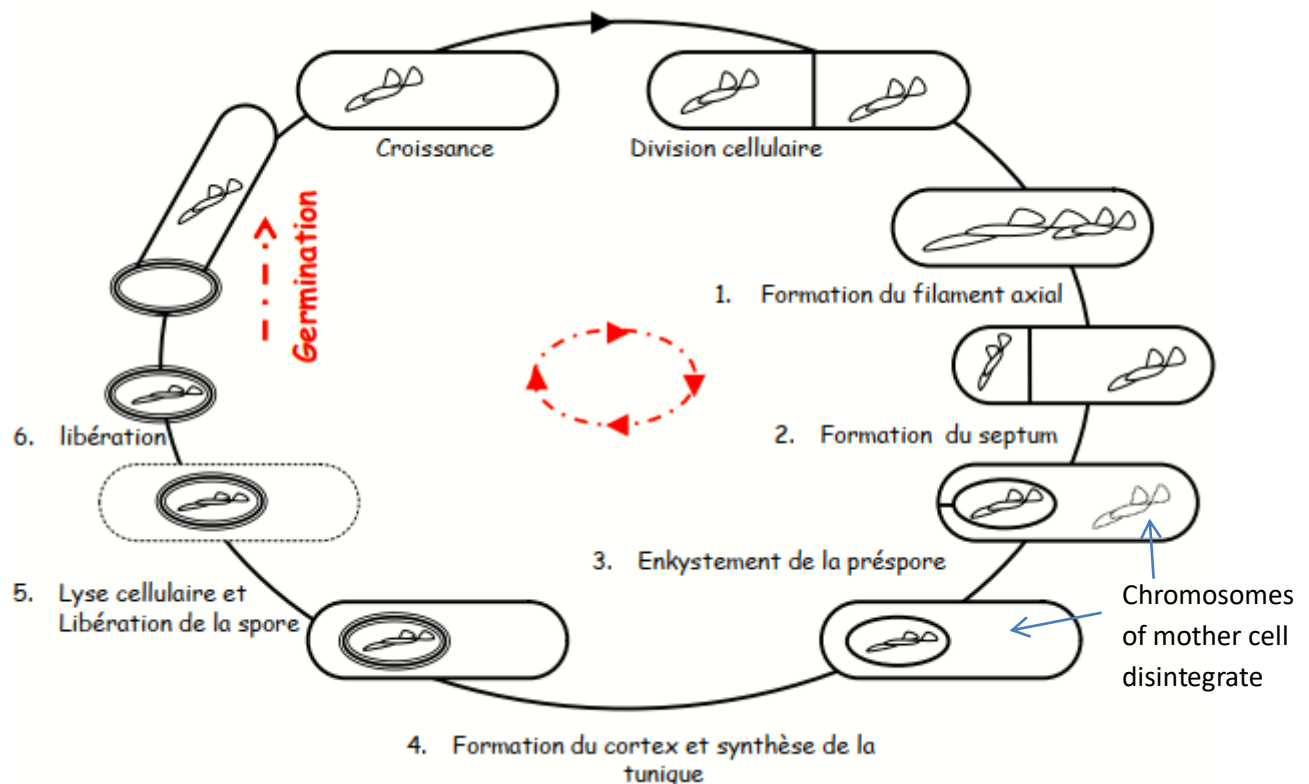 Croissance
Division cellulaire
1. Formation du filament axial
2. Formation du septum
3. Enkystement de la préspore
Chromosomes
of mother cell
disintegrate
4. Formation du cortex et synthèse de la
tunique
5. Lyse cellulaire et
Libération de la spore
6. libération
Germination